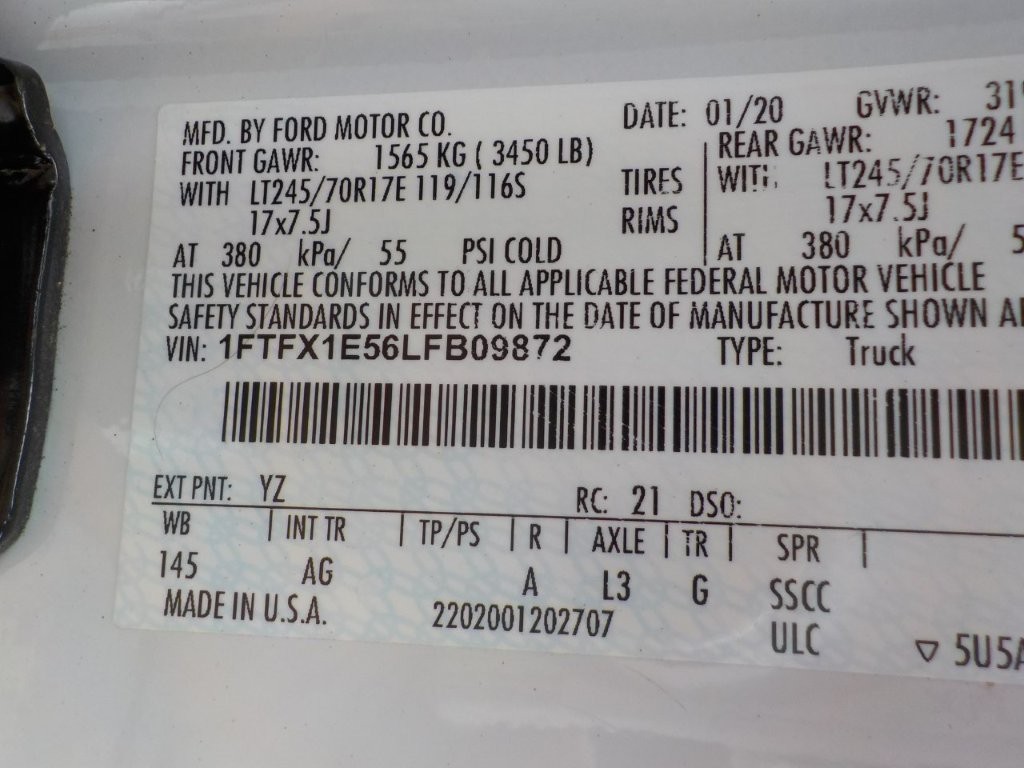 MFD. BY FORD MOTOR CO. DATE: 01/20 GVWR:
FRONT GAWR: 1565 KG ( 3450 LB) REAR GAWR: 1724
WITH LT245/70R17E 119/116S TIRES WITH LT245/70R17E
17x7.5J RIMS 17x7.5J
AT 380 kPa/ 55 PSI COLD AT 380 kPa/
THIS VEHICLE CONFORMS TO ALL APPLICABLE FEDERAL MOTOR VEHICLE
SAFETY STANDARDS IN EFFECT ON THE DATE OF MANUFACTURE SHOWN
VIN: 1FTFX1E56LFB09872 TYPE: Truck
EXT PNT: YZ RC: 21 DSO:
WB | INT TR | TP/PS | R | AXLE | TR | SPR |
145 AG A L3 G SSCC
MADE IN U.S.A. 2202001202707 ULC
▽ 5U5A